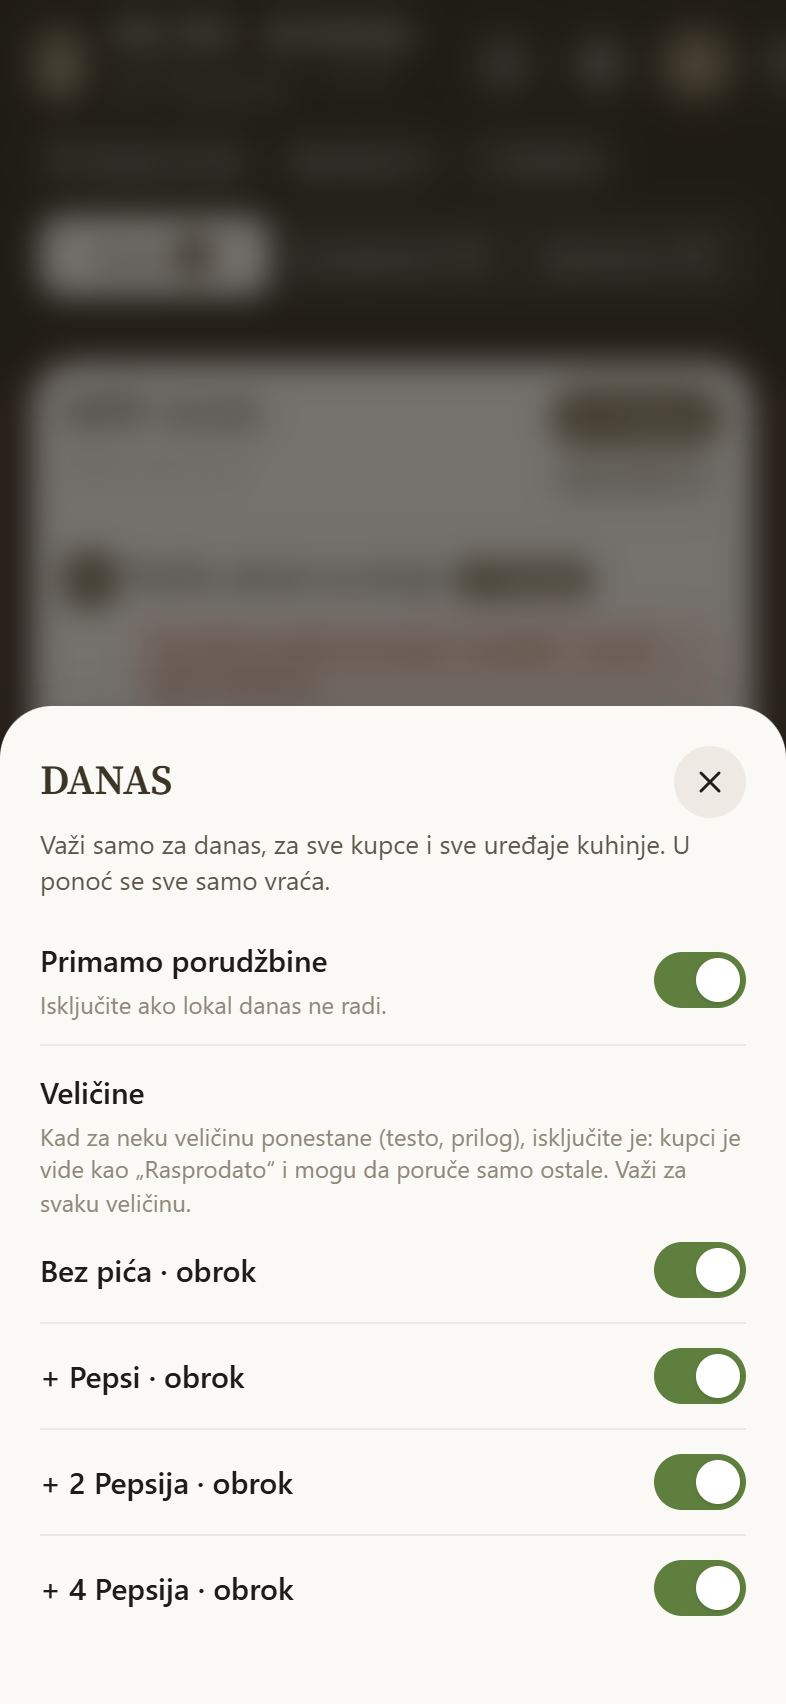 DANAS
Važi samo za danas, za sve kupce i sve uređaje kuhinje. U
ponoć se sve samo vraća.
Primamo porudžbine
Isključite ako lokal danas ne radi.
Veličine
Kad za neku veličinu ponestane (testo, prilog), isključite je: kupci je
vide kao „Rasprodato“ i mogu da poruče samo ostale. Važi za
svaku veličinu.
Bez pića · obrok
+ Pepsi · obrok
+ 2 Pepsija · obrok
+ 4 Pepsija · obrok